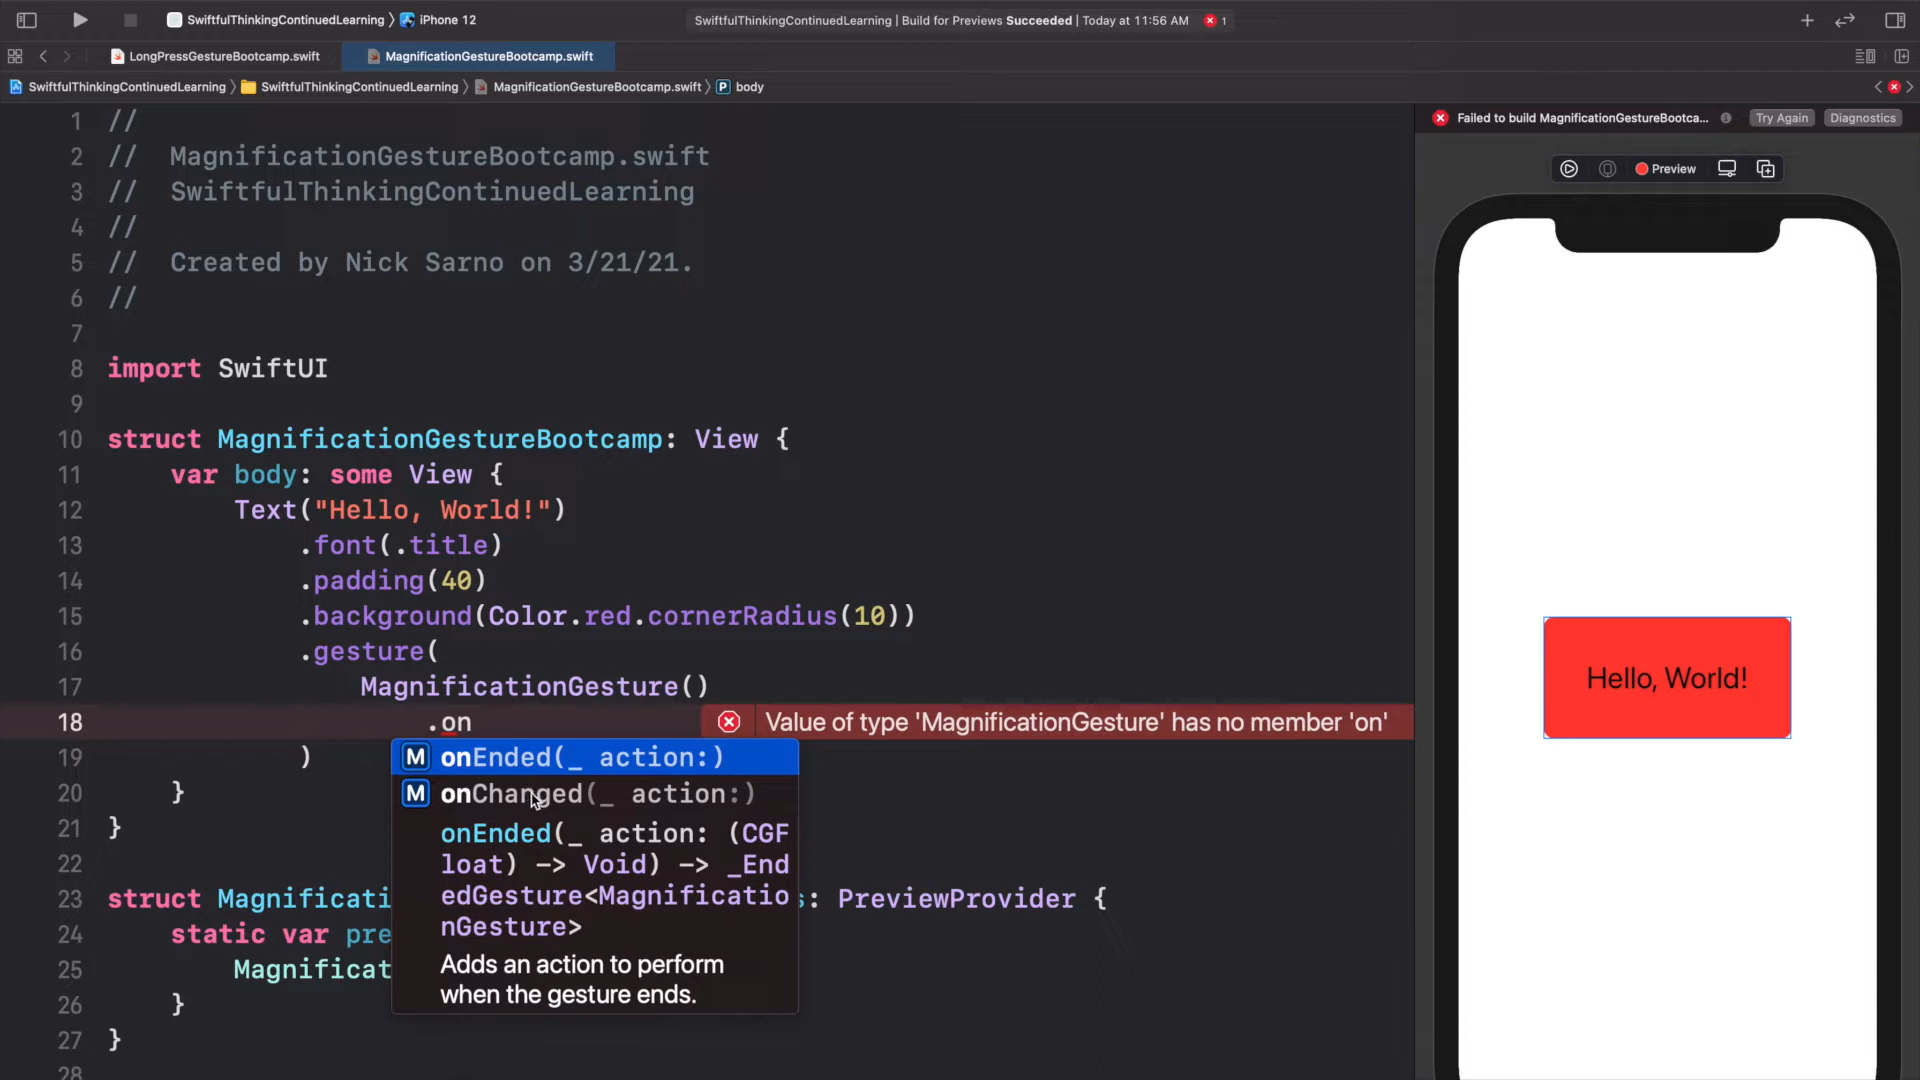 SwiftfulThinkingContinuedLearning 〉 iPhone 12
SwiftfulThinkingContinuedLearning | Build for Previews Succeeded | Today at 11:56 AM 1
LongPressGestureBootcamp.swift MagnificationGestureBootcamp.swift
SwiftfulThinkingContinuedLearning 〉 SwiftfulThinkingContinuedLearning 〉 MagnificationGestureBootcamp.swift 〉 P body
1 //
2 //  MagnificationGestureBootcamp.swift
3 //  SwiftfulThinkingContinuedLearning
4 //
5 //  Created by Nick Sarno on 3/21/21.
6 //
7
8 import SwiftUI
9
10 struct MagnificationGestureBootcamp: View {
11 var body: some View {
12 Text("Hello, World!")
13 .font(.title)
14 .padding(40)
15 .background(Color.red.cornerRadius(10))
16 .gesture(
17 MagnificationGesture()
18 .on Value of type 'MagnificationGesture' has no member 'on'
19 )
20 }
21 }
22
23 struct Magnificati s: PreviewProvider {
24 static var pre
25 Magnificat
26 }
27 }
28
M onEnded(_ action:)
M onChanged(_ action:)
onEnded(_ action: (CGF
loat) -> Void) -> _End
edGesture<Magnificatio
nGesture>
Adds an action to perform
when the gesture ends.
Failed to build MagnificationGestureBootca... Try Again Diagnostics
Preview
Hello, World!